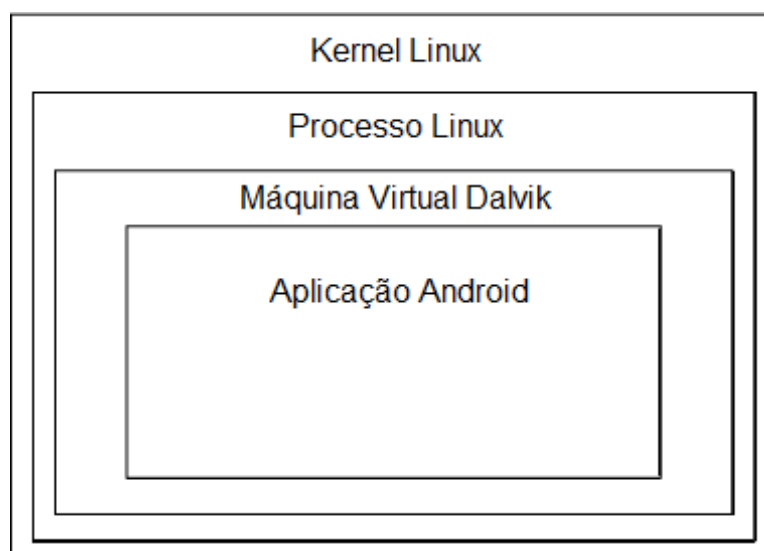 Kernel Linux
Processo Linux
Máquina Virtual Dalvik
Aplicação Android